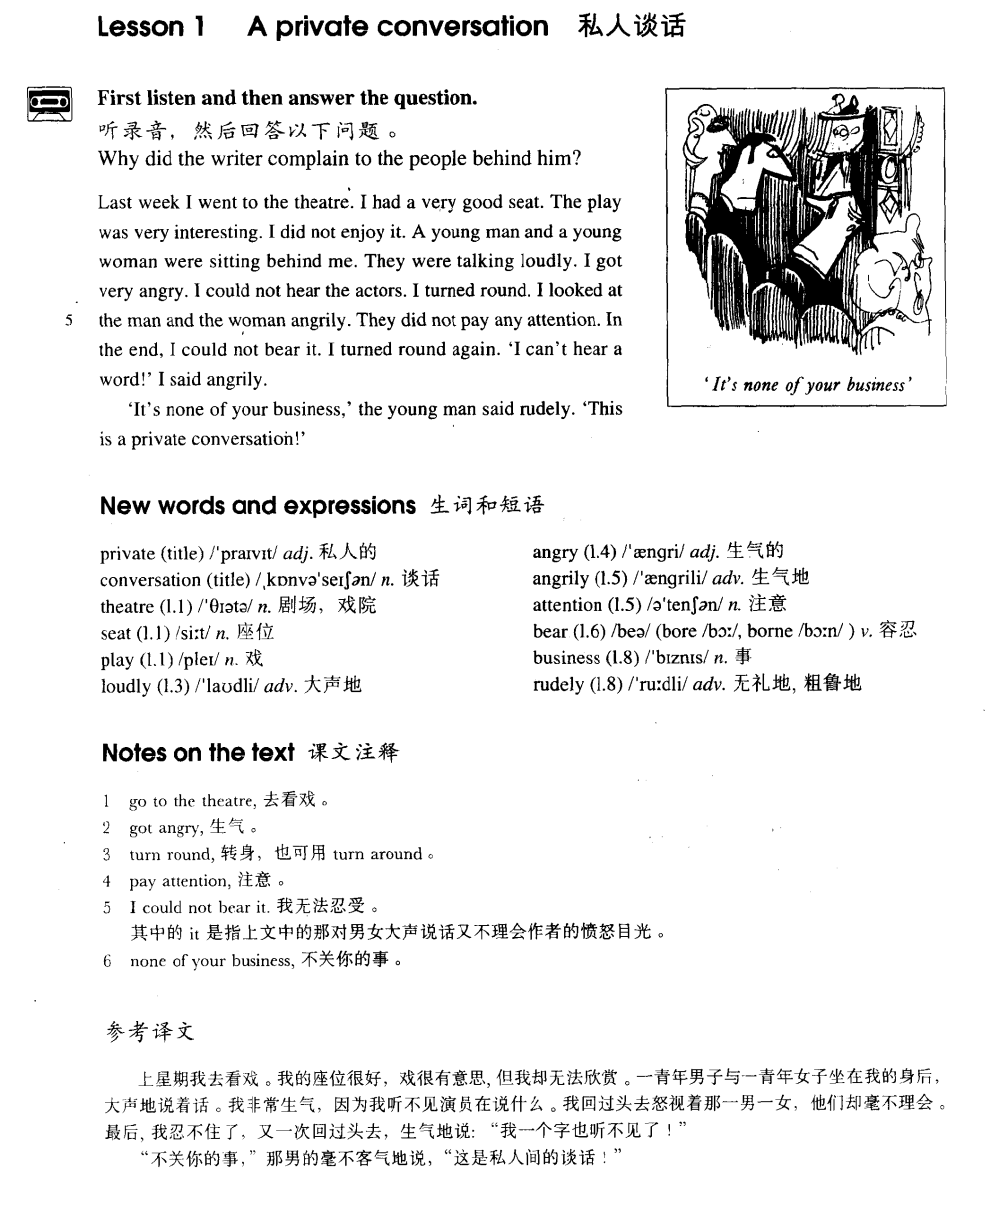 Lesson 1 A private conversation 私人谈话
First listen and then answer the question.
听录音，然后回答以下问题。
Why did the writer complain to the people behind him?
Last week I went to the theatre. I had a very good seat. The play
was very interesting. I did not enjoy it. A young man and a young
woman were sitting behind me. They were talking loudly. I got
very angry. I could not hear the actors. I turned round. I looked at
5 the man and the woman angrily. They did not pay any attention. In
the end, I could not bear it. I turned round again. ‘I can’t hear a
word!’ I said angrily.
‘It’s none of your business,’ the young man said rudely. ‘This
is a private conversation!’
‘It’s none of your business’
New words and expressions 生词和短语
private (title) /'praɪvɪt/ adj. 私人的
conversation (title) /ˌkɒnvə'seɪʃən/ n. 谈话
theatre (l.1) /'θɪətə/ n. 剧场，戏院
seat (l.1) /siːt/ n. 座位
play (l.1) /pleɪ/ n. 戏
loudly (l.3) /'laʊdli/ adv. 大声地
angry (l.4) /'æŋgri/ adj. 生气的
angrily (l.5) /'æŋgrili/ adv. 生气地
attention (l.5) /ə'tenʃən/ n. 注意
bear (l.6) /beə/ (bore /bɔː/, borne /bɔːn/ ) v. 容忍
business (l.8) /'bɪznɪs/ n. 事
rudely (l.8) /'ruːdli/ adv. 无礼地, 粗鲁地
Notes on the text 课文注释
1 go to the theatre, 去看戏。
2 got angry, 生气。
3 turn round, 转身，也可用 turn around。
4 pay attention, 注意。
5 I could not bear it. 我无法忍受。
其中的 it 是指上文中的那对男女大声说话又不理会作者的愤怒目光。
6 none of your business, 不关你的事。
参考译文
上星期我去看戏。我的座位很好，戏很有意思, 但我却无法欣赏。一青年男子与一青年女子坐在我的身后，
大声地说着话。我非常生气，因为我听不见演员在说什么。我回过头去怒视着那一男一女，他们却毫不理会。
最后, 我忍不住了，又一次回过头去，生气地说: “我一个字也听不见了！”
“不关你的事，” 那男的毫不客气地说，“这是私人间的谈话！”